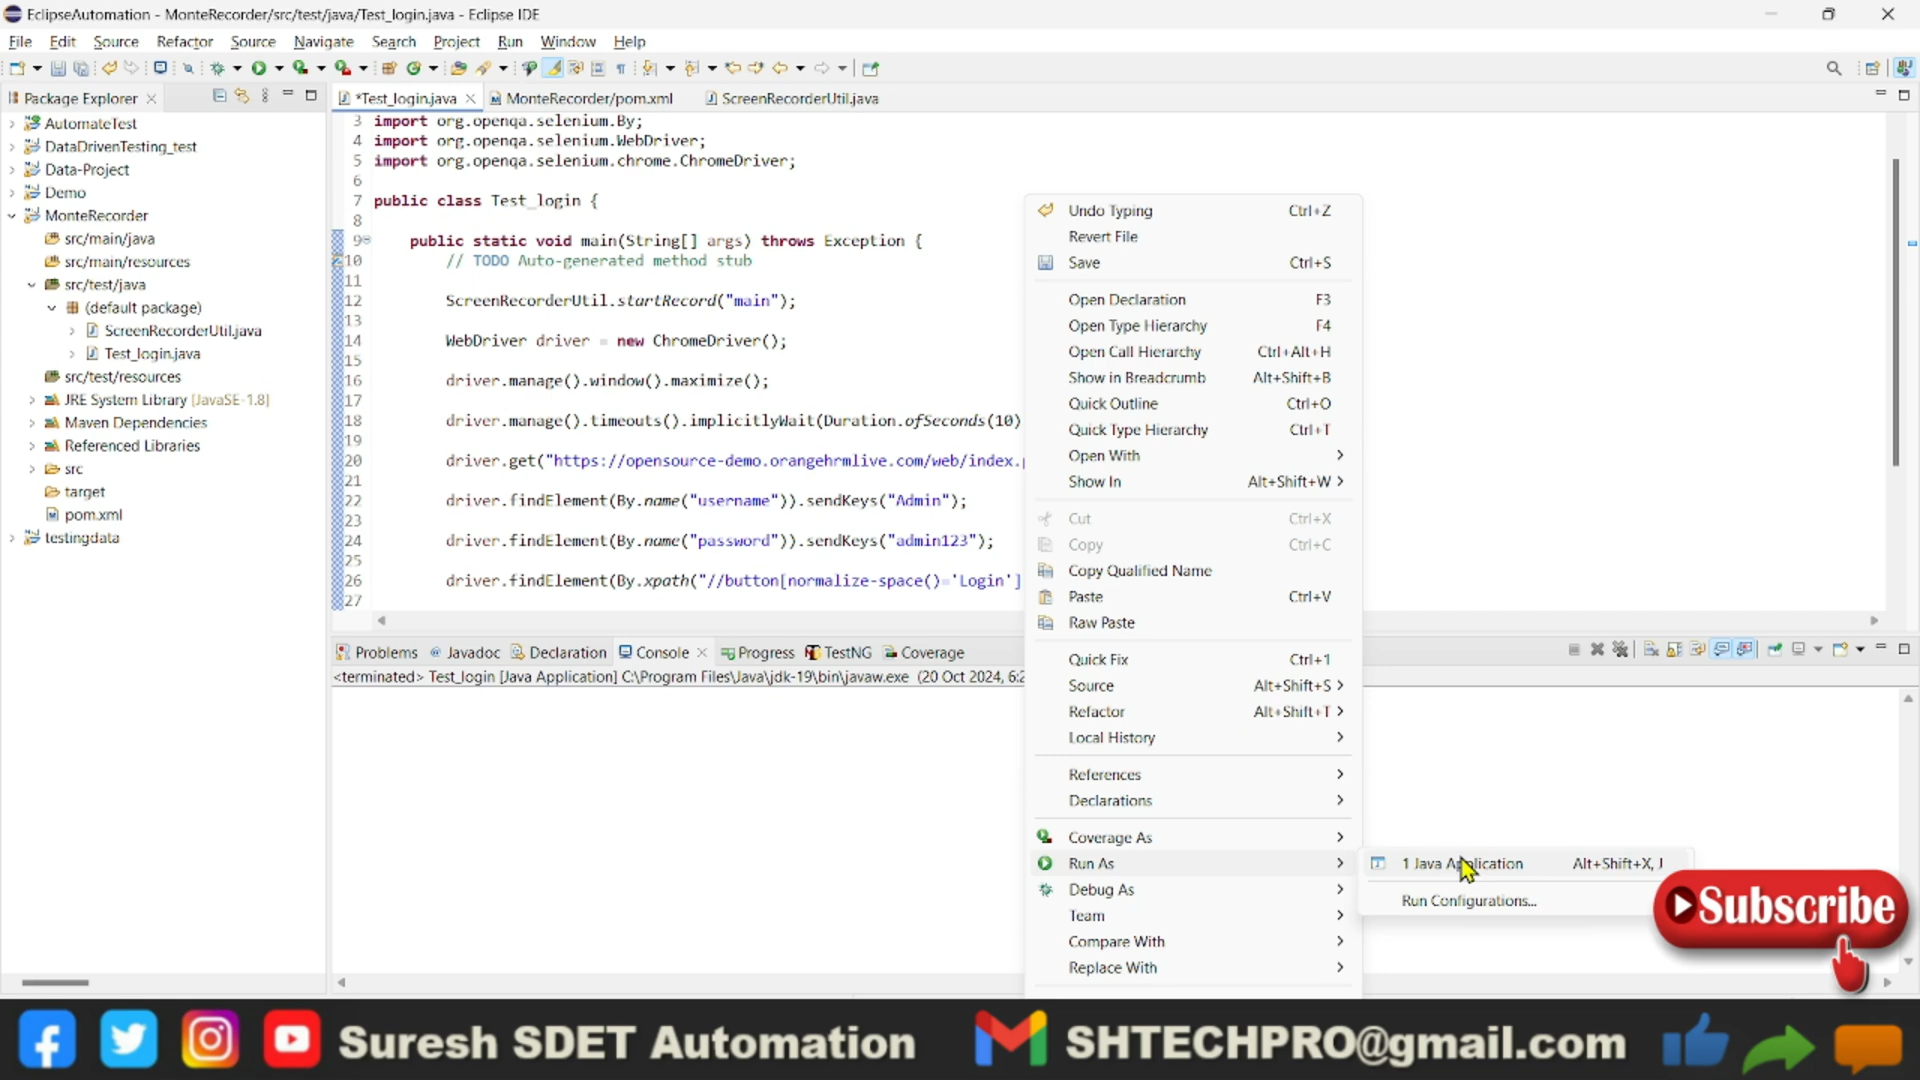 EclipseAutomation - MonteRecorder/src/test/java/Test_login.java - Eclipse IDE
File Edit Source Refactor Source Navigate Search Project Run Window Help
Package Explorer
*Test_login.java MonteRecorder/pom.xml ScreenRecorderUtil.java
AutomateTest
DataDrivenTesting_test
Data-Project
Demo
MonteRecorder
src/main/java
src/main/resources
src/test/java
(default package)
ScreenRecorderUtil.java
Test_login.java
src/test/resources
JRE System Library [JavaSE-1.8]
Maven Dependencies
Referenced Libraries
src
target
pom.xml
testingdata
3 import org.openqa.selenium.By;
4 import org.openqa.selenium.WebDriver;
5 import org.openqa.selenium.chrome.ChromeDriver;
6
7 public class Test_login {
8
9 public static void main(String[] args) throws Exception {
10 // TODO Auto-generated method stub
11
12 ScreenRecorderUtil.startRecord("main");
13
14 WebDriver driver = new ChromeDriver();
15
16 driver.manage().window().maximize();
17
18 driver.manage().timeouts().implicitlyWait(Duration.ofSeconds(10)
19
20 driver.get("https://opensource-demo.orangehrmlive.com/web/index.
21
22 driver.findElement(By.name("username")).sendKeys("Admin");
23
24 driver.findElement(By.name("password")).sendKeys("admin123");
25
26 driver.findElement(By.xpath("//button[normalize-space()='Login']
27
Undo Typing Ctrl+Z
Revert File
Save Ctrl+S
Open Declaration F3
Open Type Hierarchy F4
Open Call Hierarchy Ctrl+Alt+H
Show in Breadcrumb Alt+Shift+B
Quick Outline Ctrl+O
Quick Type Hierarchy Ctrl+T
Open With
Show In Alt+Shift+W
Cut Ctrl+X
Copy Ctrl+C
Copy Qualified Name
Paste Ctrl+V
Raw Paste
Quick Fix Ctrl+1
Source Alt+Shift+S
Refactor Alt+Shift+T
Local History
References
Declarations
Coverage As
Run As
Debug As
Team
Compare With
Replace With
1 Java Application Alt+Shift+X, J
Run Configurations...
Problems Javadoc Declaration Console Progress TestNG Coverage
<terminated> Test_login [Java Application] C:\Program Files\Java\jdk-19\bin\javaw.exe (20 Oct 2024, 6:2
Subscribe
Suresh SDET Automation SHTECHPRO@gmail.com